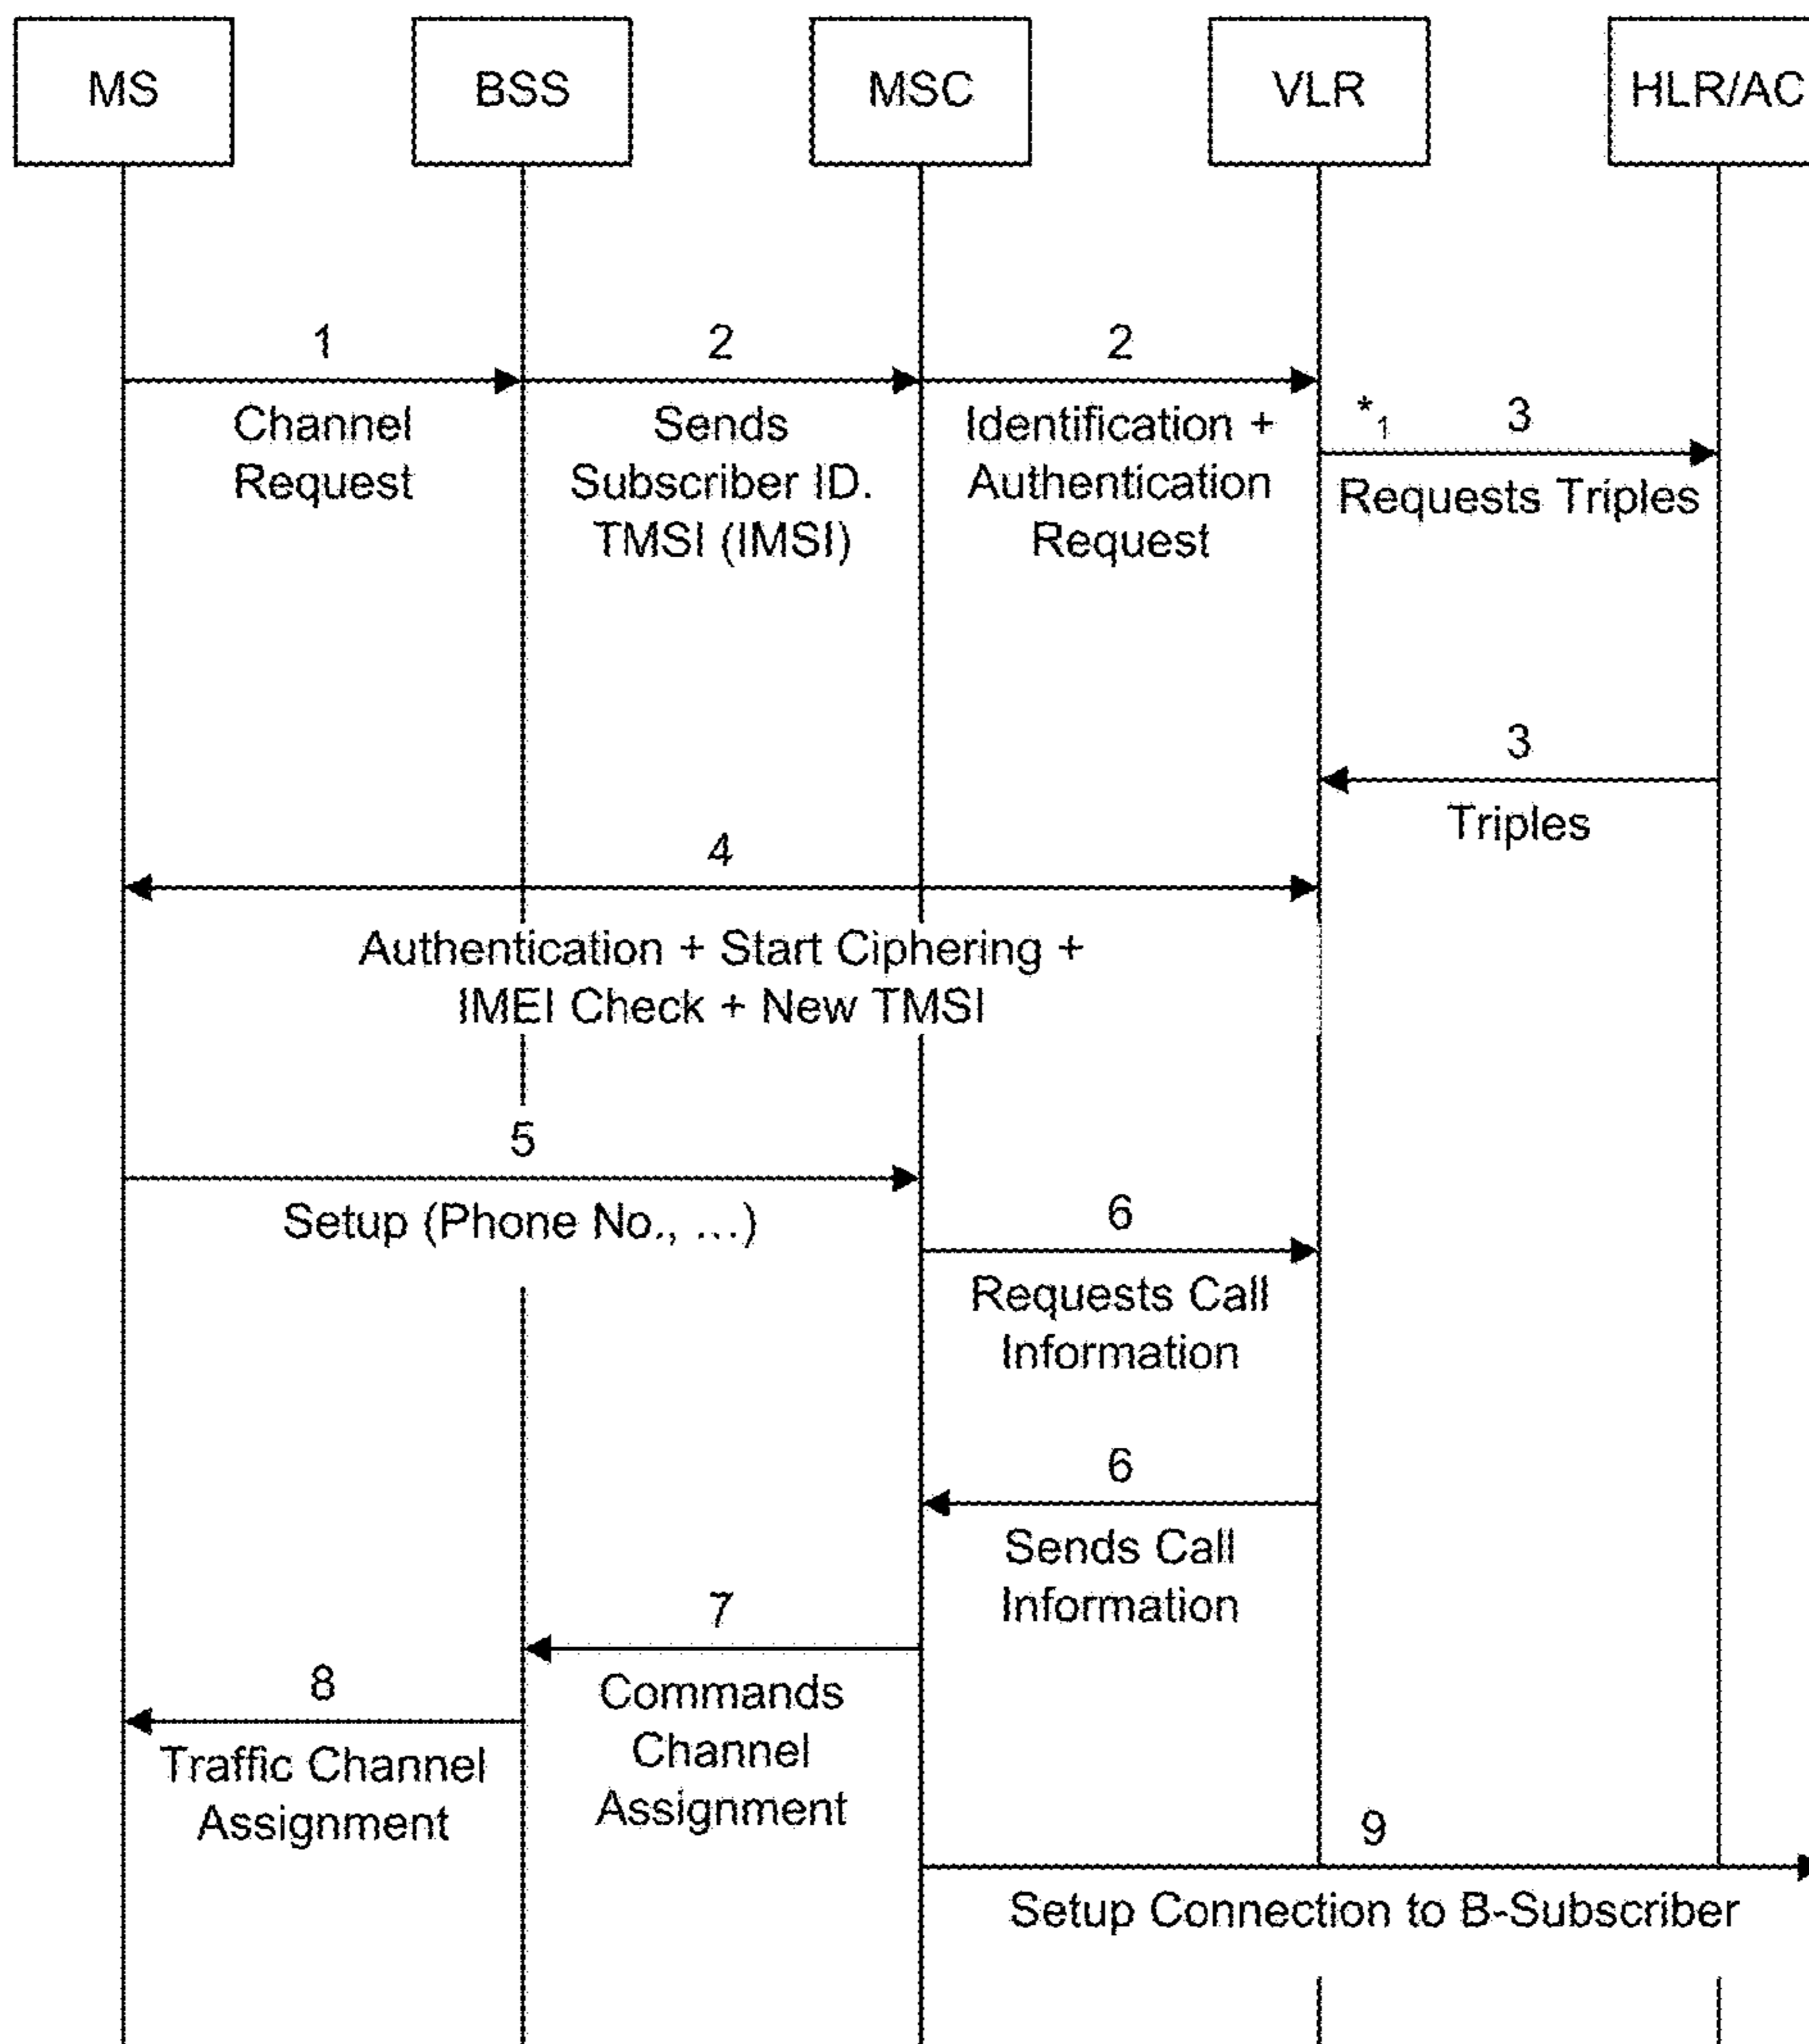 MS
BSS
MSC
VLR
HLR/AC
1
Channel
Request
2
Sends
Subscriber ID.
TMSI (IMSI)
2
Identification +
Authentication
Request
*1 3
Requests Triples
3
Triples
4
Authentication + Start Ciphering +
IMEI Check + New TMSI
5
Setup (Phone No., ...)
6
Requests Call
Information
6
Sends Call
Information
7
Commands
Channel
Assignment
8
Traffic Channel
Assignment
9
Setup Connection to B-Subscriber